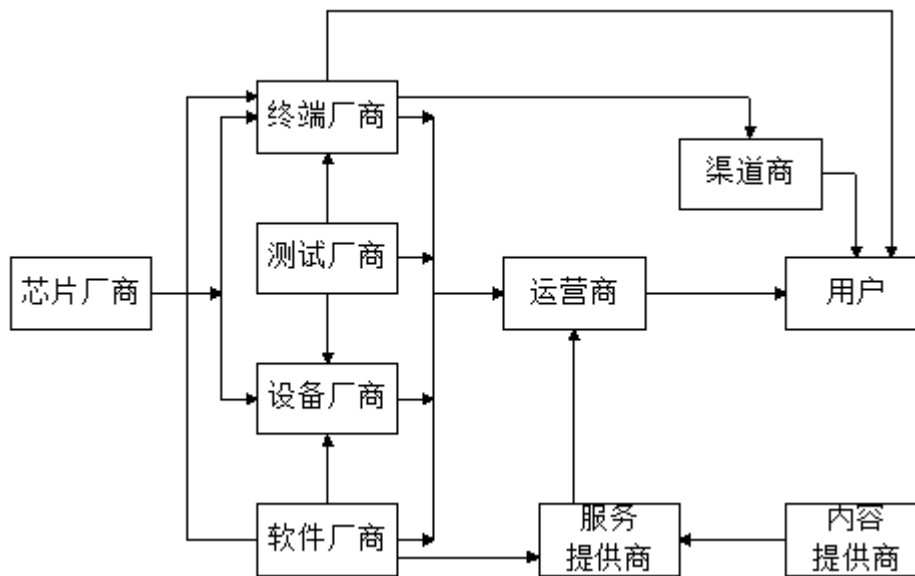 终端厂商
渠道商
测试厂商
芯片厂商
运营商
用户
设备厂商
软件厂商
服务
提供商
内容
提供商